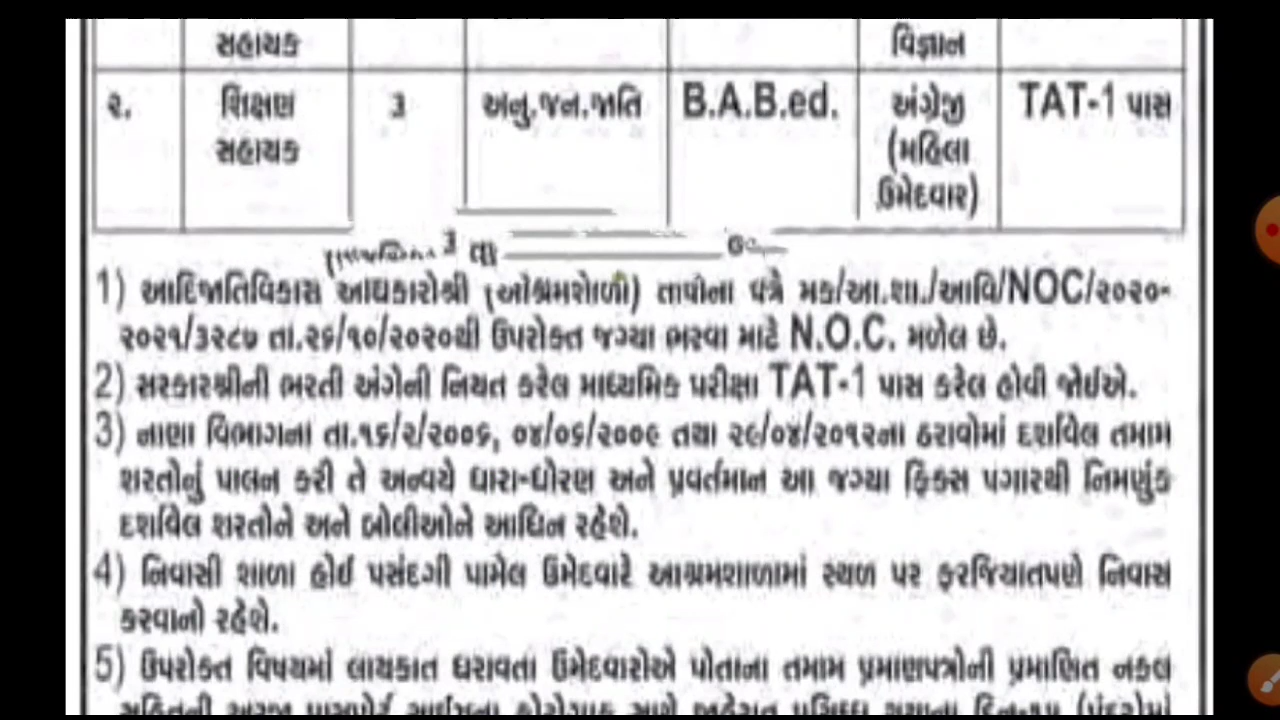 સહાયક વિજ્ઞાન
૨. શિક્ષણ ૩ અનુ.જન.જાતિ B.A.B.ed. અંગ્રેજી TAT-1 પાસ
સહાયક (મહિલા
ઉમેદવાર)
૩
1) આદિજાતિવિકાસ અધિકારીશ્રી (આશ્રમશાળા) તાપીના પત્ર મક/આ.શા./આવિ/NOC/૨૦૨૦-
૨૦૨૧/૩૨૮૭ તા.૨૬/૧૦/૨૦૨૦થી ઉપરોક્ત જગ્યા ભરવા માટે N.O.C. મળેલ છે.
2) સરકારશ્રીની ભરતી અંગેની નિયત કરેલ માધ્યમિક પરીક્ષા TAT-1 પાસ કરેલ હોવી જોઈએ.
3) નાણા વિભાગના તા.૧૬/૨/૨૦૦૬, ૦૪/૦૬/૨૦૦૯ તથા ૨૯/૦૪/૨૦૧૨ના ઠરાવોમાં દર્શાવેલ તમામ
શરતોનું પાલન કરી તે અન્વયે ધારા-ધોરણ અને પ્રવર્તમાન આ જગ્યા ફિક્સ પગારથી નિમણુંક
દર્શાવેલ શરતોને અને બોલીઓને આધિન રહેશે.
4) નિવાસી શાળા હોઈ પસંદગી પામેલ ઉમેદવારે આશ્રમશાળામાં સ્થળ પર ફરજિયાતપણે નિવાસ
કરવાનો રહેશે.
5) ઉપરોક્ત વિષયમાં લાયકાત ધરાવતા ઉમેદવારોએ પોતાના તમામ પ્રમાણપત્રોની પ્રમાણિત નકલ